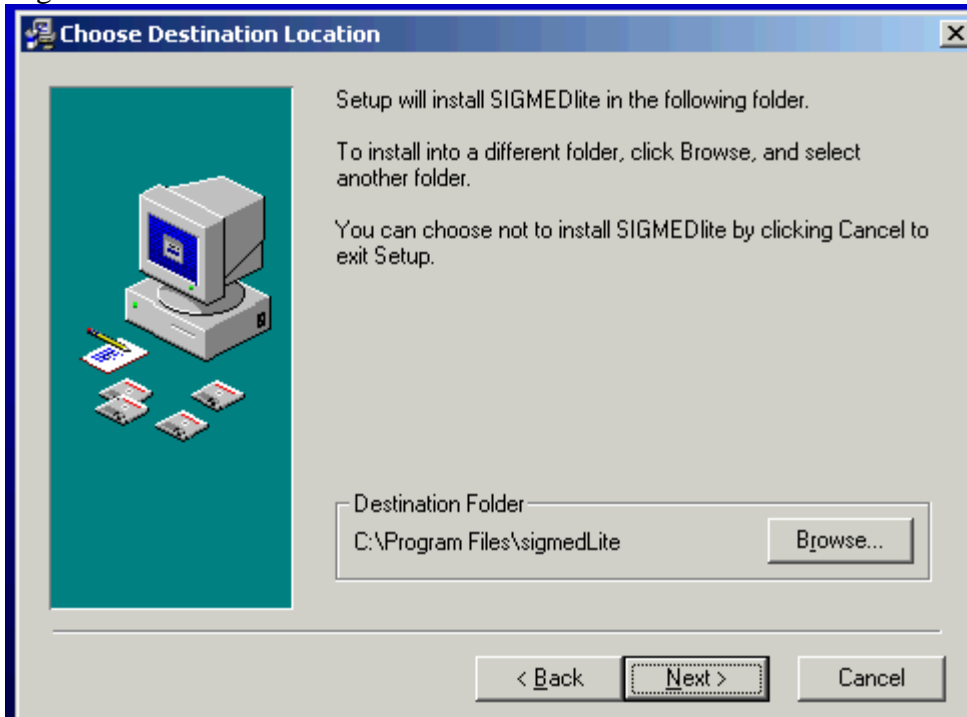 Choose Destination Location
Setup will install SIGMEDlite in the following folder.
To install into a different folder, click Browse, and select
another folder.
You can choose not to install SIGMEDlite by clicking Cancel to
exit Setup.
Destination Folder
C:\Program Files\sigmedLite
Browse...
< Back
Next >
Cancel